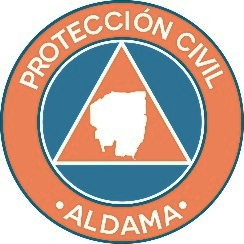 PROTECCIÓN CIVIL
• ALDAMA •